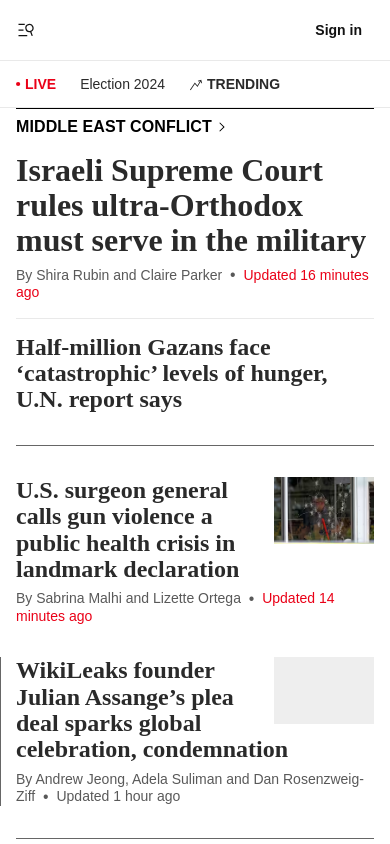 Sign in
• LIVE Election 2024 TRENDING
MIDDLE EAST CONFLICT
Israeli Supreme Court
rules ultra-Orthodox
must serve in the military
By Shira Rubin and Claire Parker • Updated 16 minutes
ago
Half-million Gazans face
‘catastrophic’ levels of hunger,
U.N. report says
U.S. surgeon general
calls gun violence a
public health crisis in
landmark declaration
By Sabrina Malhi and Lizette Ortega • Updated 14
minutes ago
WikiLeaks founder
Julian Assange’s plea
deal sparks global
celebration, condemnation
By Andrew Jeong, Adela Suliman and Dan Rosenzweig-
Ziff • Updated 1 hour ago